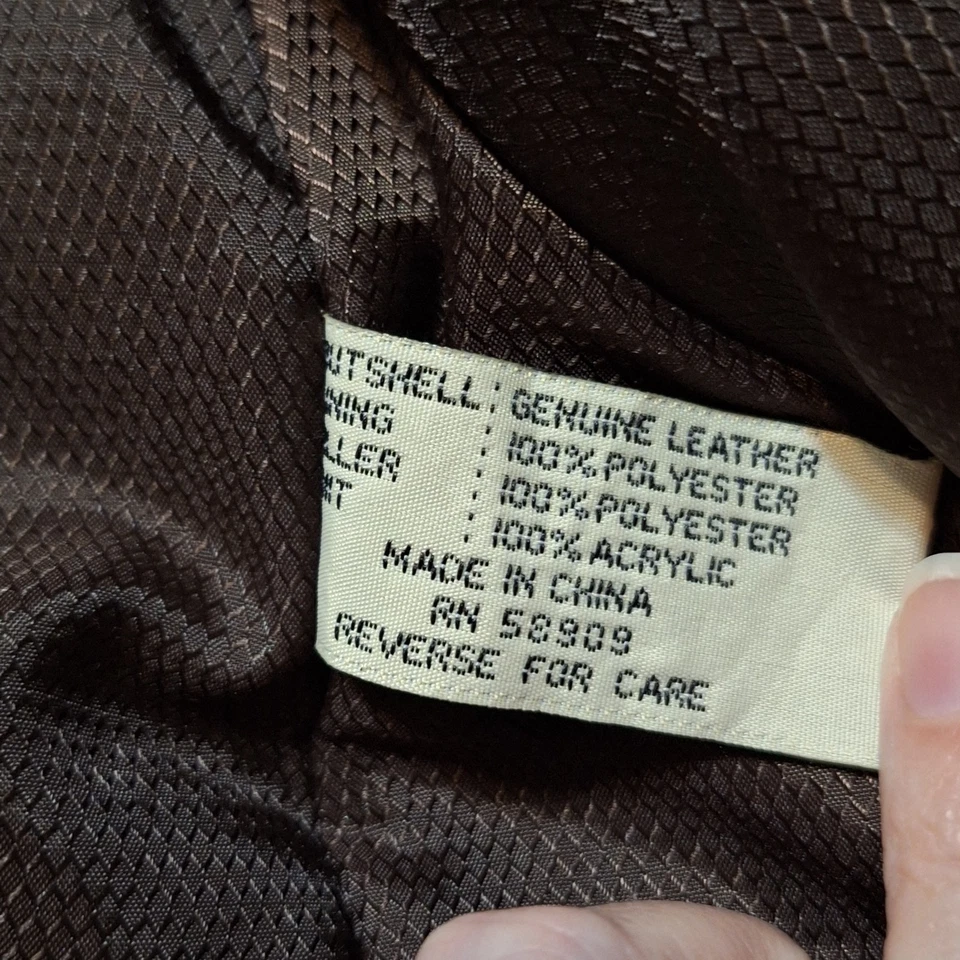 UTSHELL : GENUINE LEATHER
NING : 100% POLYESTER
LLER : 100% POLYESTER
IT : 100% ACRYLIC
MADE IN CHINA
RN 58909
REVERSE FOR CARE